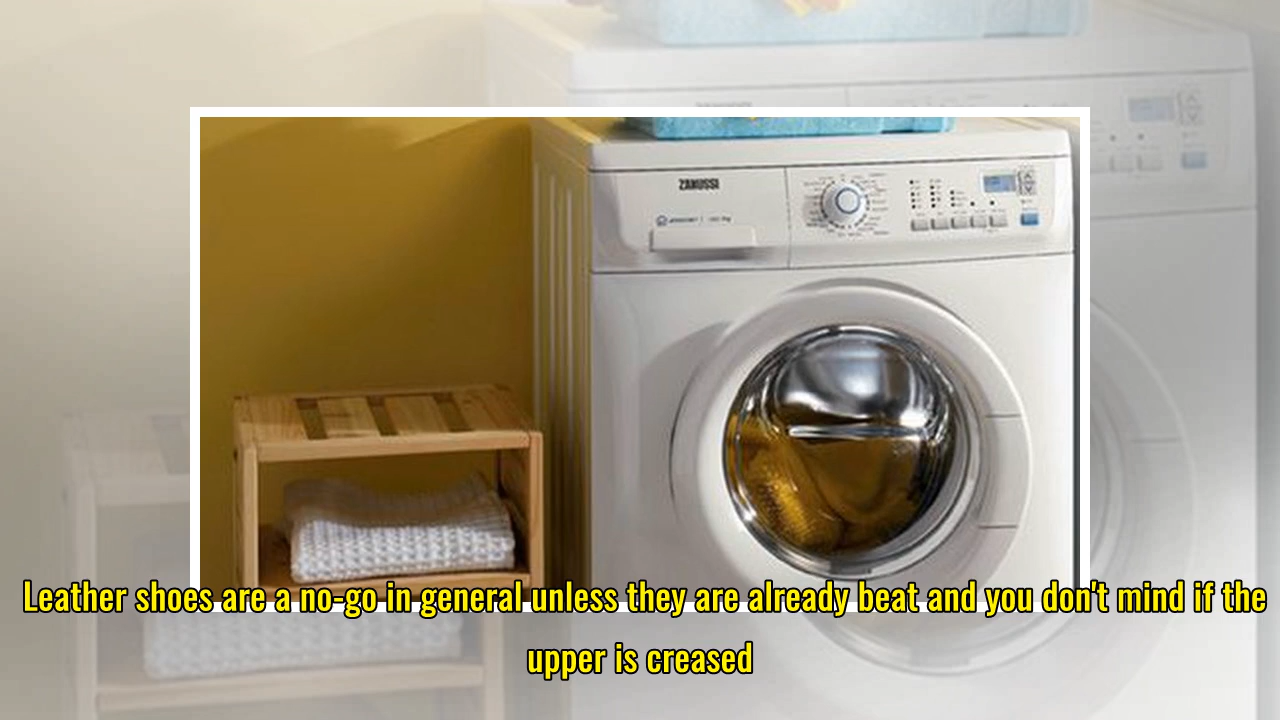 ZANUSSI
Leather shoes are a no-go in general unless they are already beat and you don't mind if the
upper is creased